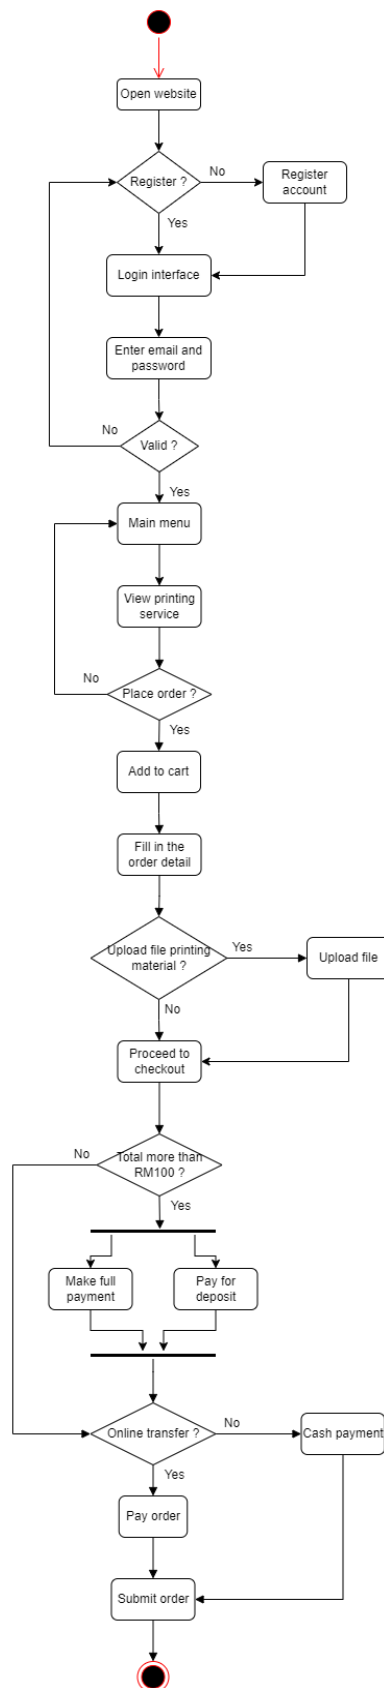 Open website
Register ?
No
Register
account
Yes
Login interface
Enter email and
password
No
Valid ?
Yes
Main menu
View printing
service
No
Place order ?
Yes
Add to cart
Fill in the
order detail
Upload file printing
material ?
Yes
Upload file
No
Proceed to
checkout
No
Total more than
RM100 ?
Yes
Make full
payment
Pay for
deposit
Online transfer ?
No
Cash payment
Yes
Pay order
Submit order